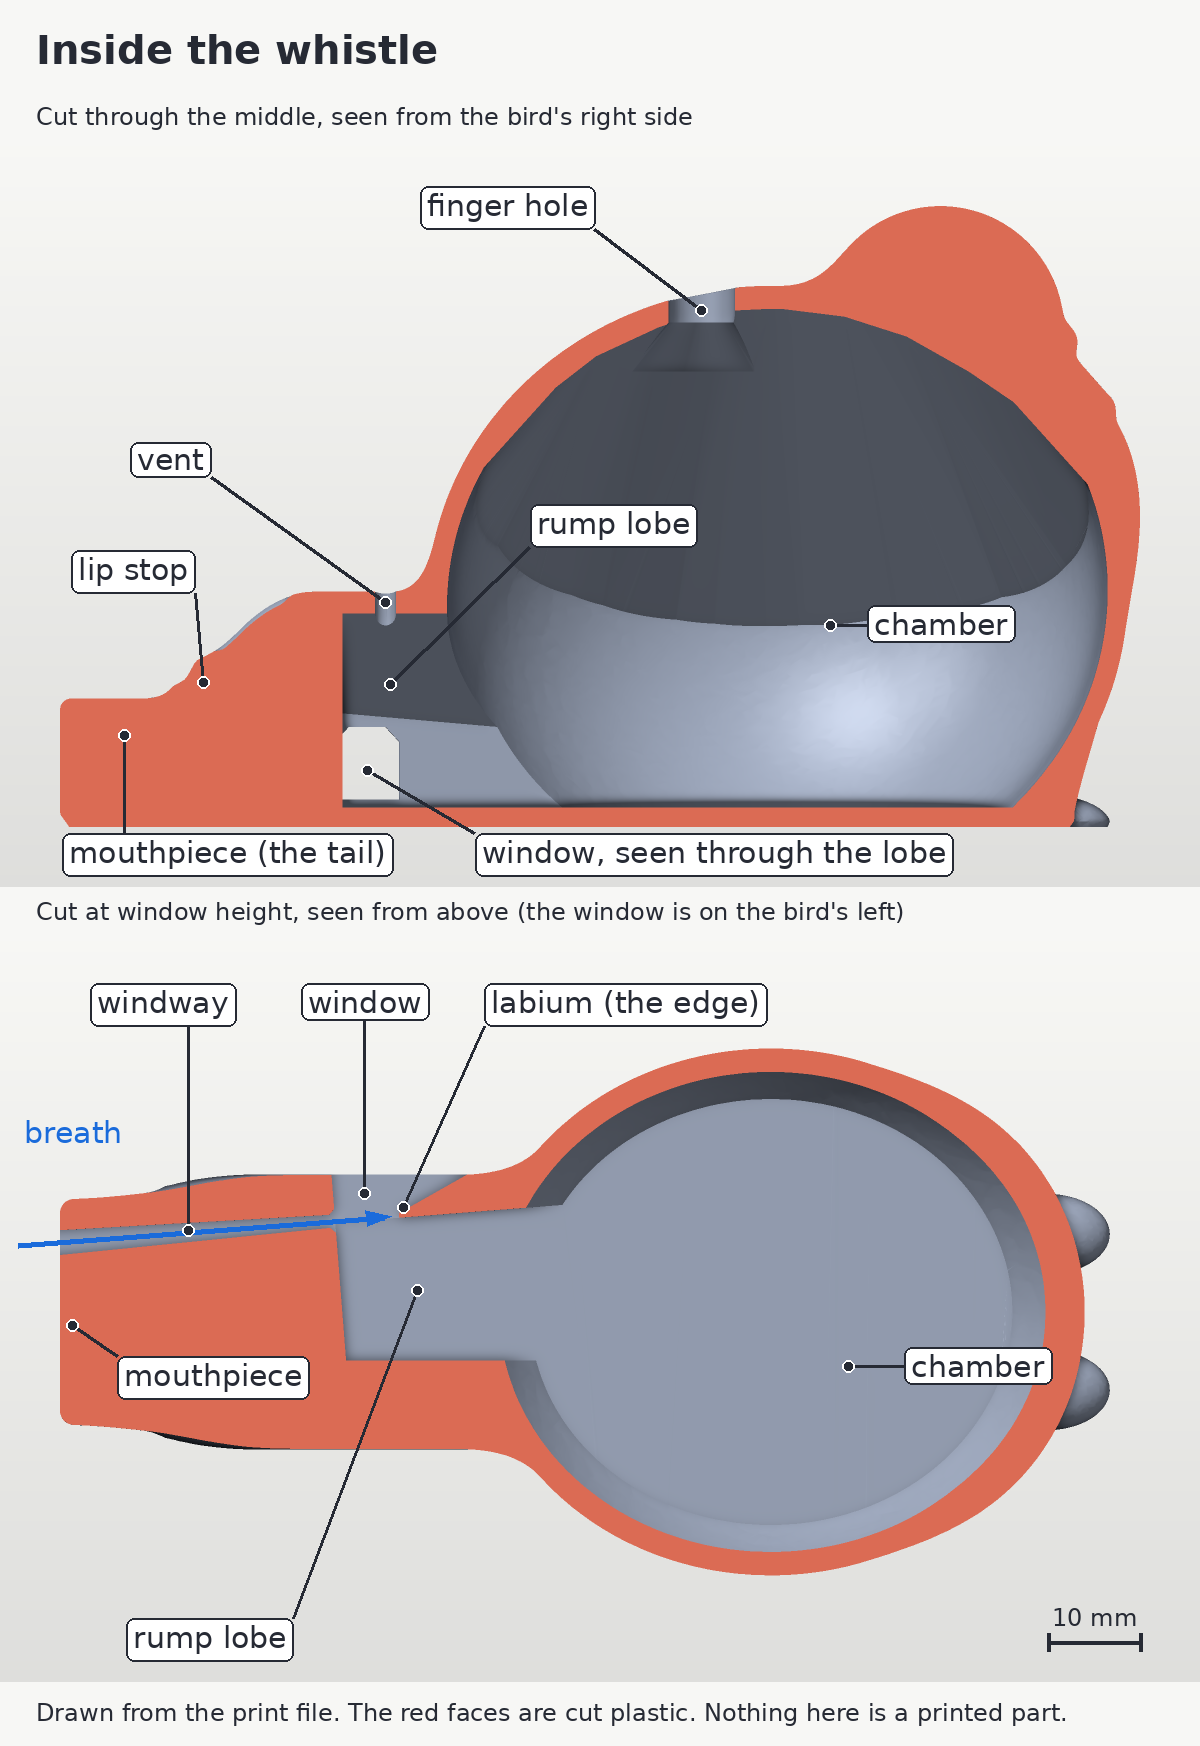 Inside the whistle
Cut through the middle, seen from the bird's right side
finger hole
vent
rump lobe
lip stop
chamber
mouthpiece (the tail)
window, seen through the lobe
Cut at window height, seen from above (the window is on the bird's left)
windway
window
labium (the edge)
breath
mouthpiece
chamber
rump lobe
10 mm
Drawn from the print file. The red faces are cut plastic. Nothing here is a printed part.